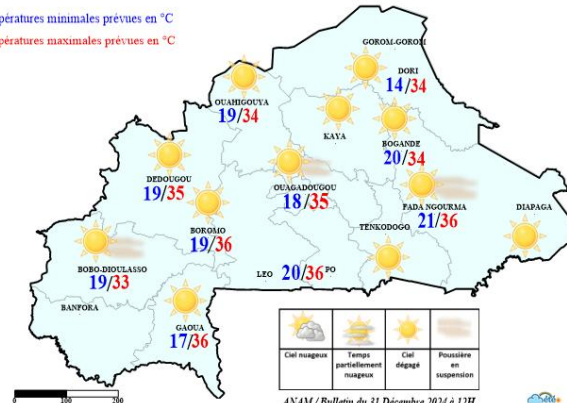 pératures minimales prévues en °C
pératures maximales prévues en °C
GOROM-GOROM
DORI
14/34
OUAHIGOUYA
19/34
KAYA
BOGANDE
20/34
DEDOUGOU
19/35
OUAGADOUGOU
18/35
FADA NGOURMA
21/36
DIAPAGA
BOROMO
19/36
TENKODOGO
BOBO-DIOULASSO
19/33
LEO 20/36 PO
BANFORA
GAOUA
17/36
Ciel nuageux
Temps partiellement nuageux
Ciel dégagé
Poussière en suspension
0 100 200
ANAM / Bulletin du 31 Décembre 2024 à 12H